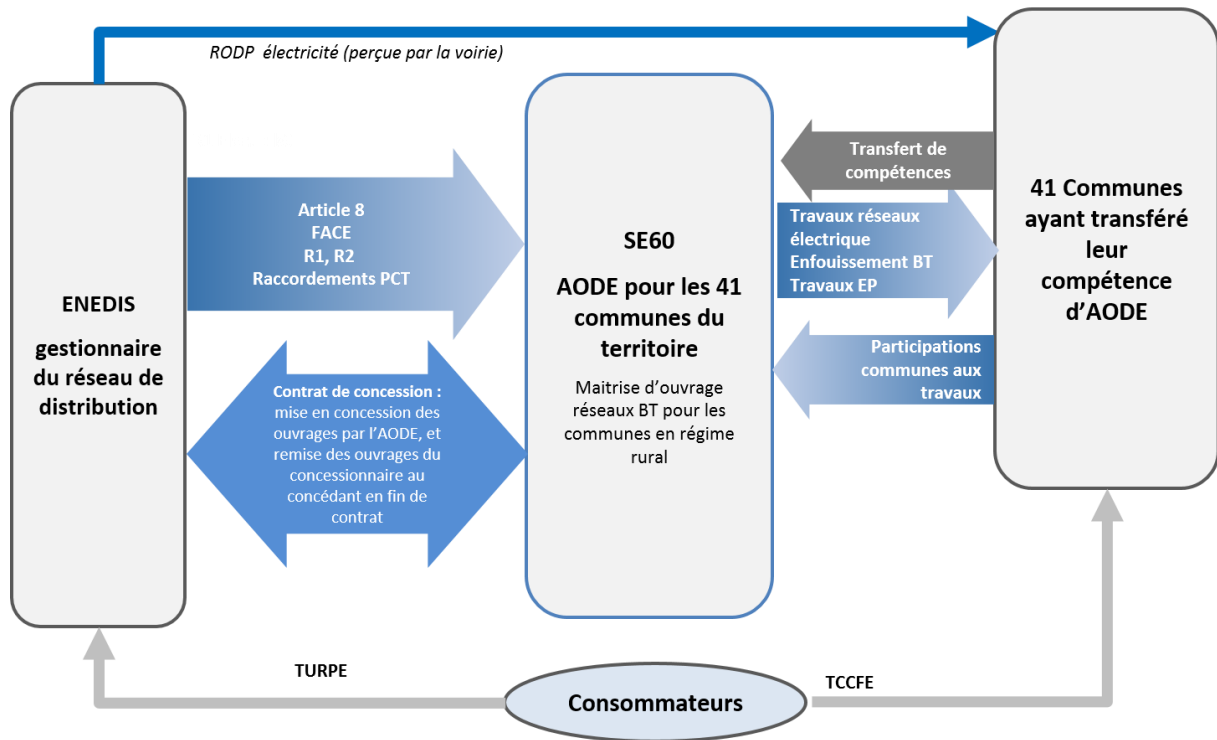 RODP électricité (perçue par la voirie)
ENEDIS
gestionnaire
du réseau de
distribution
Article 8
FACE
R1, R2
Raccordements PCT
Contrat de concession :
mise en concession des
ouvrages par l'AODE, et
remise des ouvrages du
concessionnaire au
concédant en fin de
contrat
SE60
AODE pour les 41
communes du
territoire
Maitrise d'ouvrage
réseaux BT pour les
communes en régime
rural
Transfert de
compétences
Travaux réseaux
électrique
Enfouissement BT
Travaux EP
Participations
communes aux
travaux
41 Communes
ayant transféré
leur
compétence
d'AODE
TURPE
Consommateurs
TCCFE